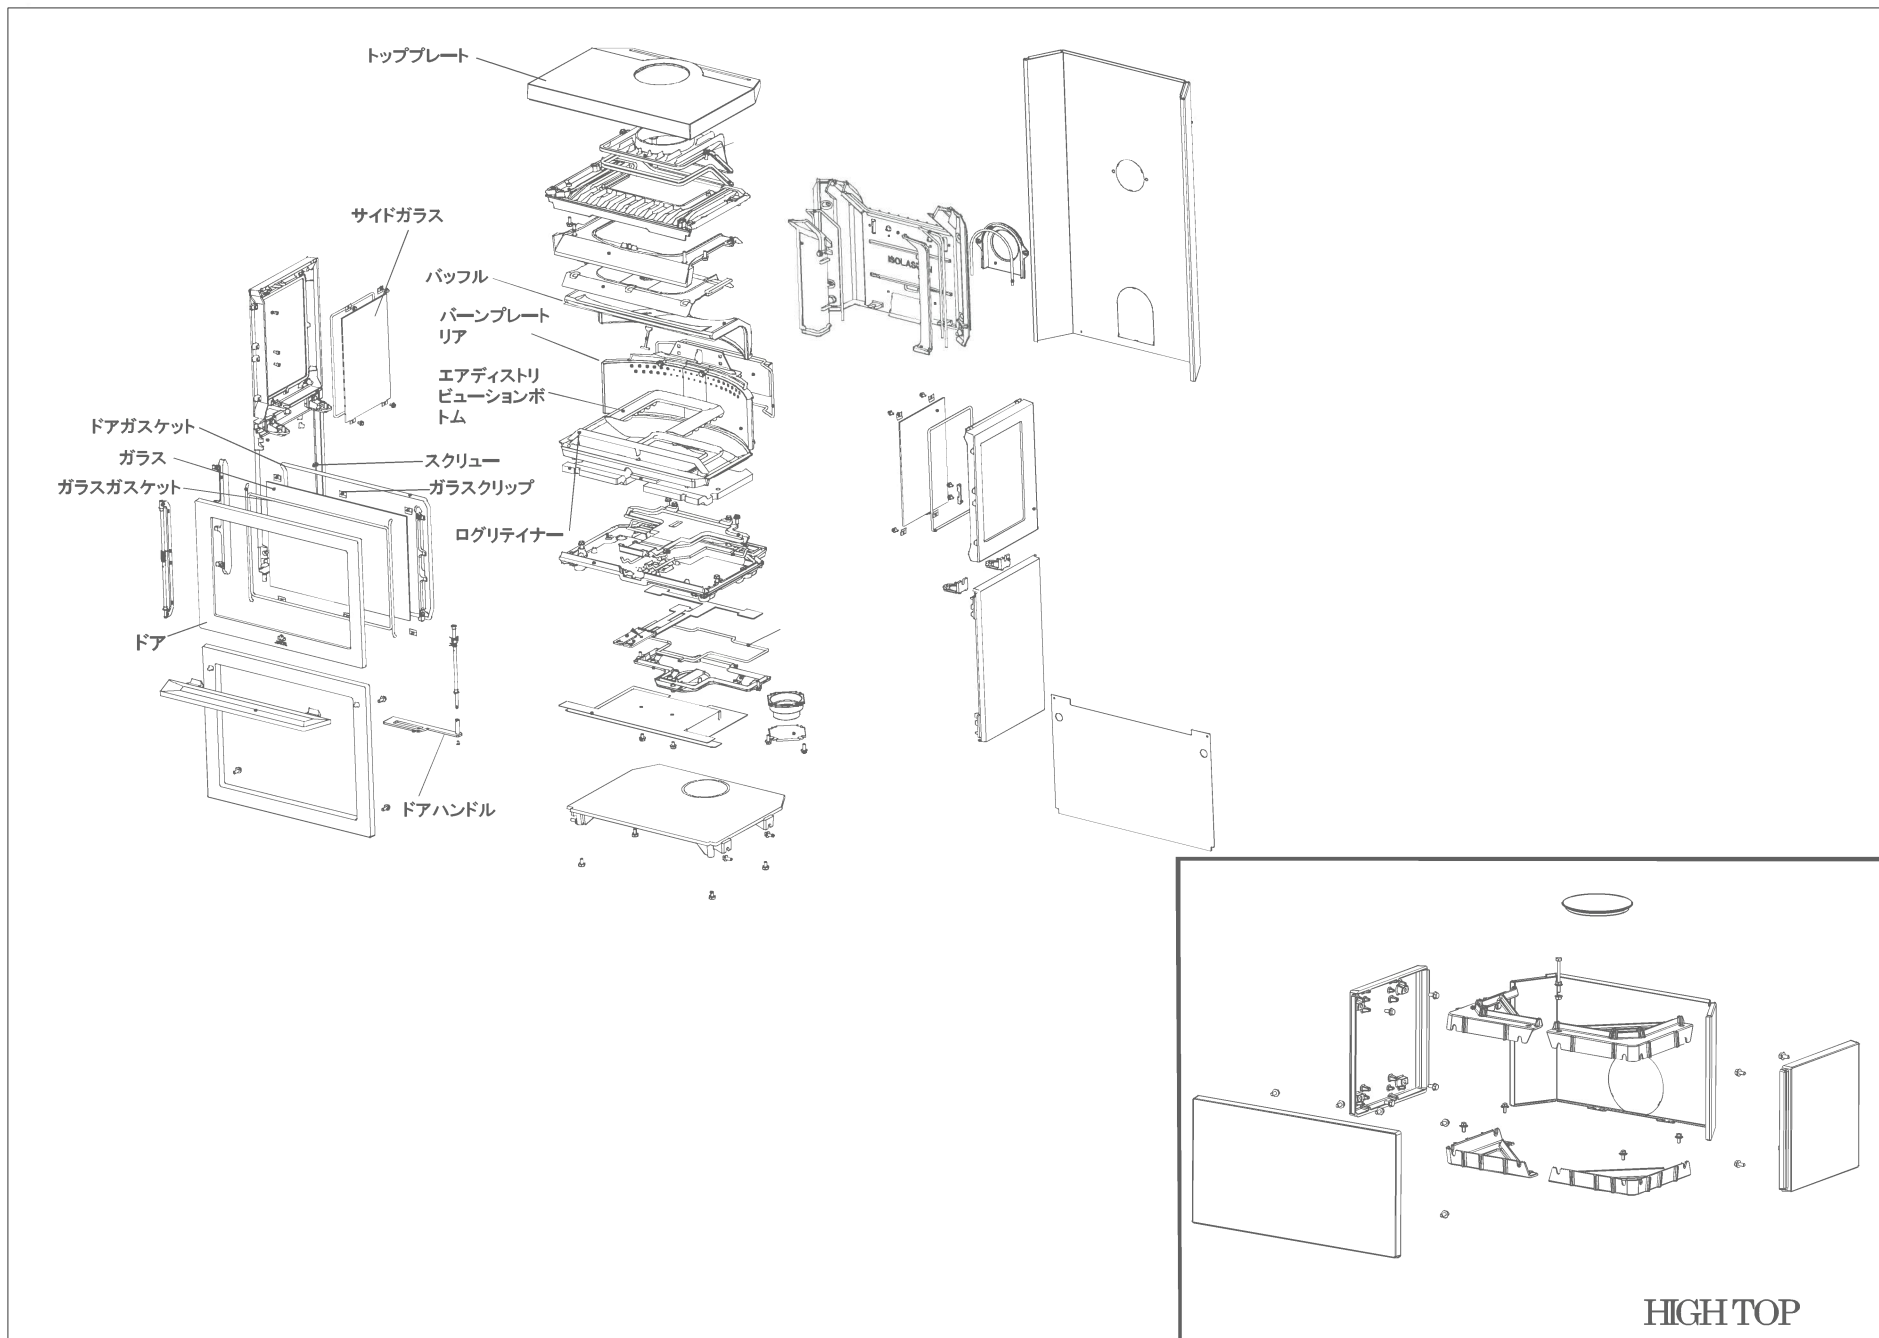 トッププレート
サイドガラス
バッフル
バーンプレート
リア
エアディストリ
ビューションボ
トム
ドアガスケット
ガラス
スクリュー
ガラスガスケット
ガラスクリップ
ログリテイナー
ドア
ドアハンドル
HIGH TOP